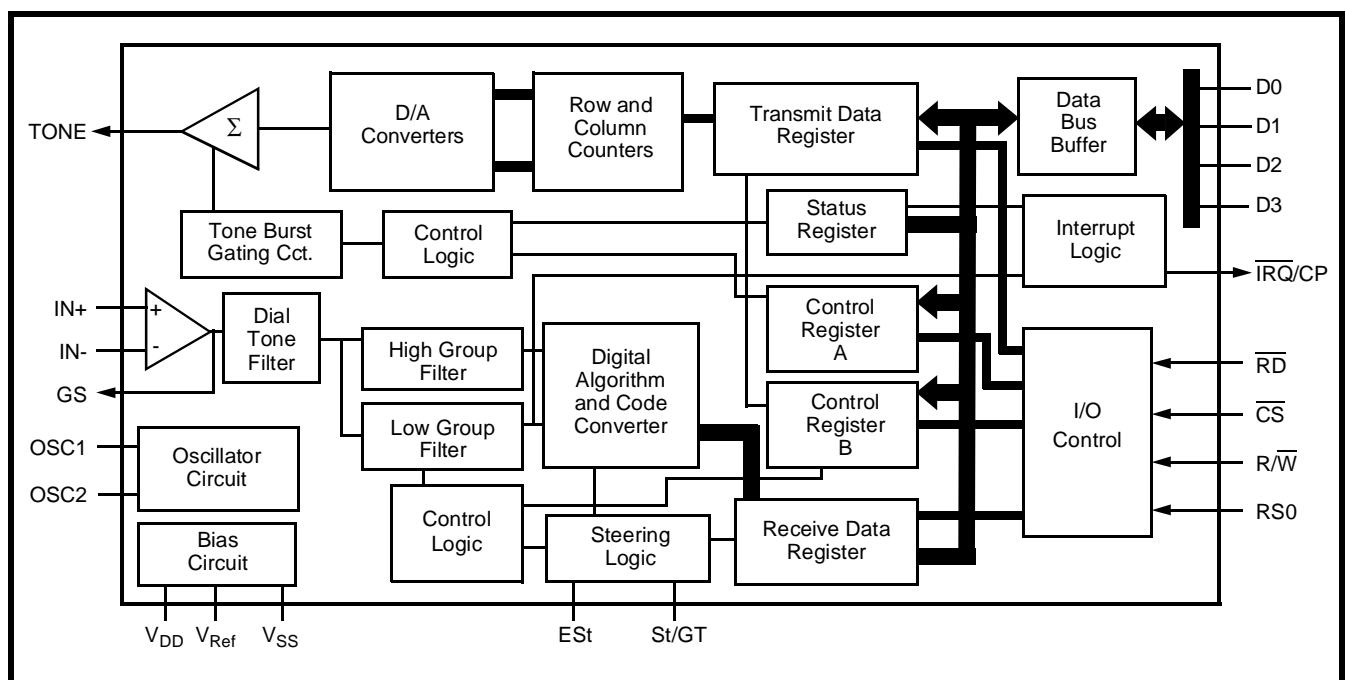 TONE
Σ
D/A
Converters
Row and
Column
Counters
Transmit Data
Register
Data
Bus
Buffer
D0
D1
D2
D3
Tone Burst
Gating Cct.
Control
Logic
Status
Register
Interrupt
Logic
I̅R̅Q̅/CP
IN+
IN-
GS
+
-
Dial
Tone
Filter
High Group
Filter
Low Group
Filter
Digital
Algorithm
and Code
Converter
Control
Register
A
Control
Register
B
I/O
Control
R̅D̅
C̅S̅
R/W̅
RS0
OSC1
OSC2
Oscillator
Circuit
Bias
Circuit
Control
Logic
Steering
Logic
Receive Data
Register
VDD
VRef
VSS
ESt
St/GT